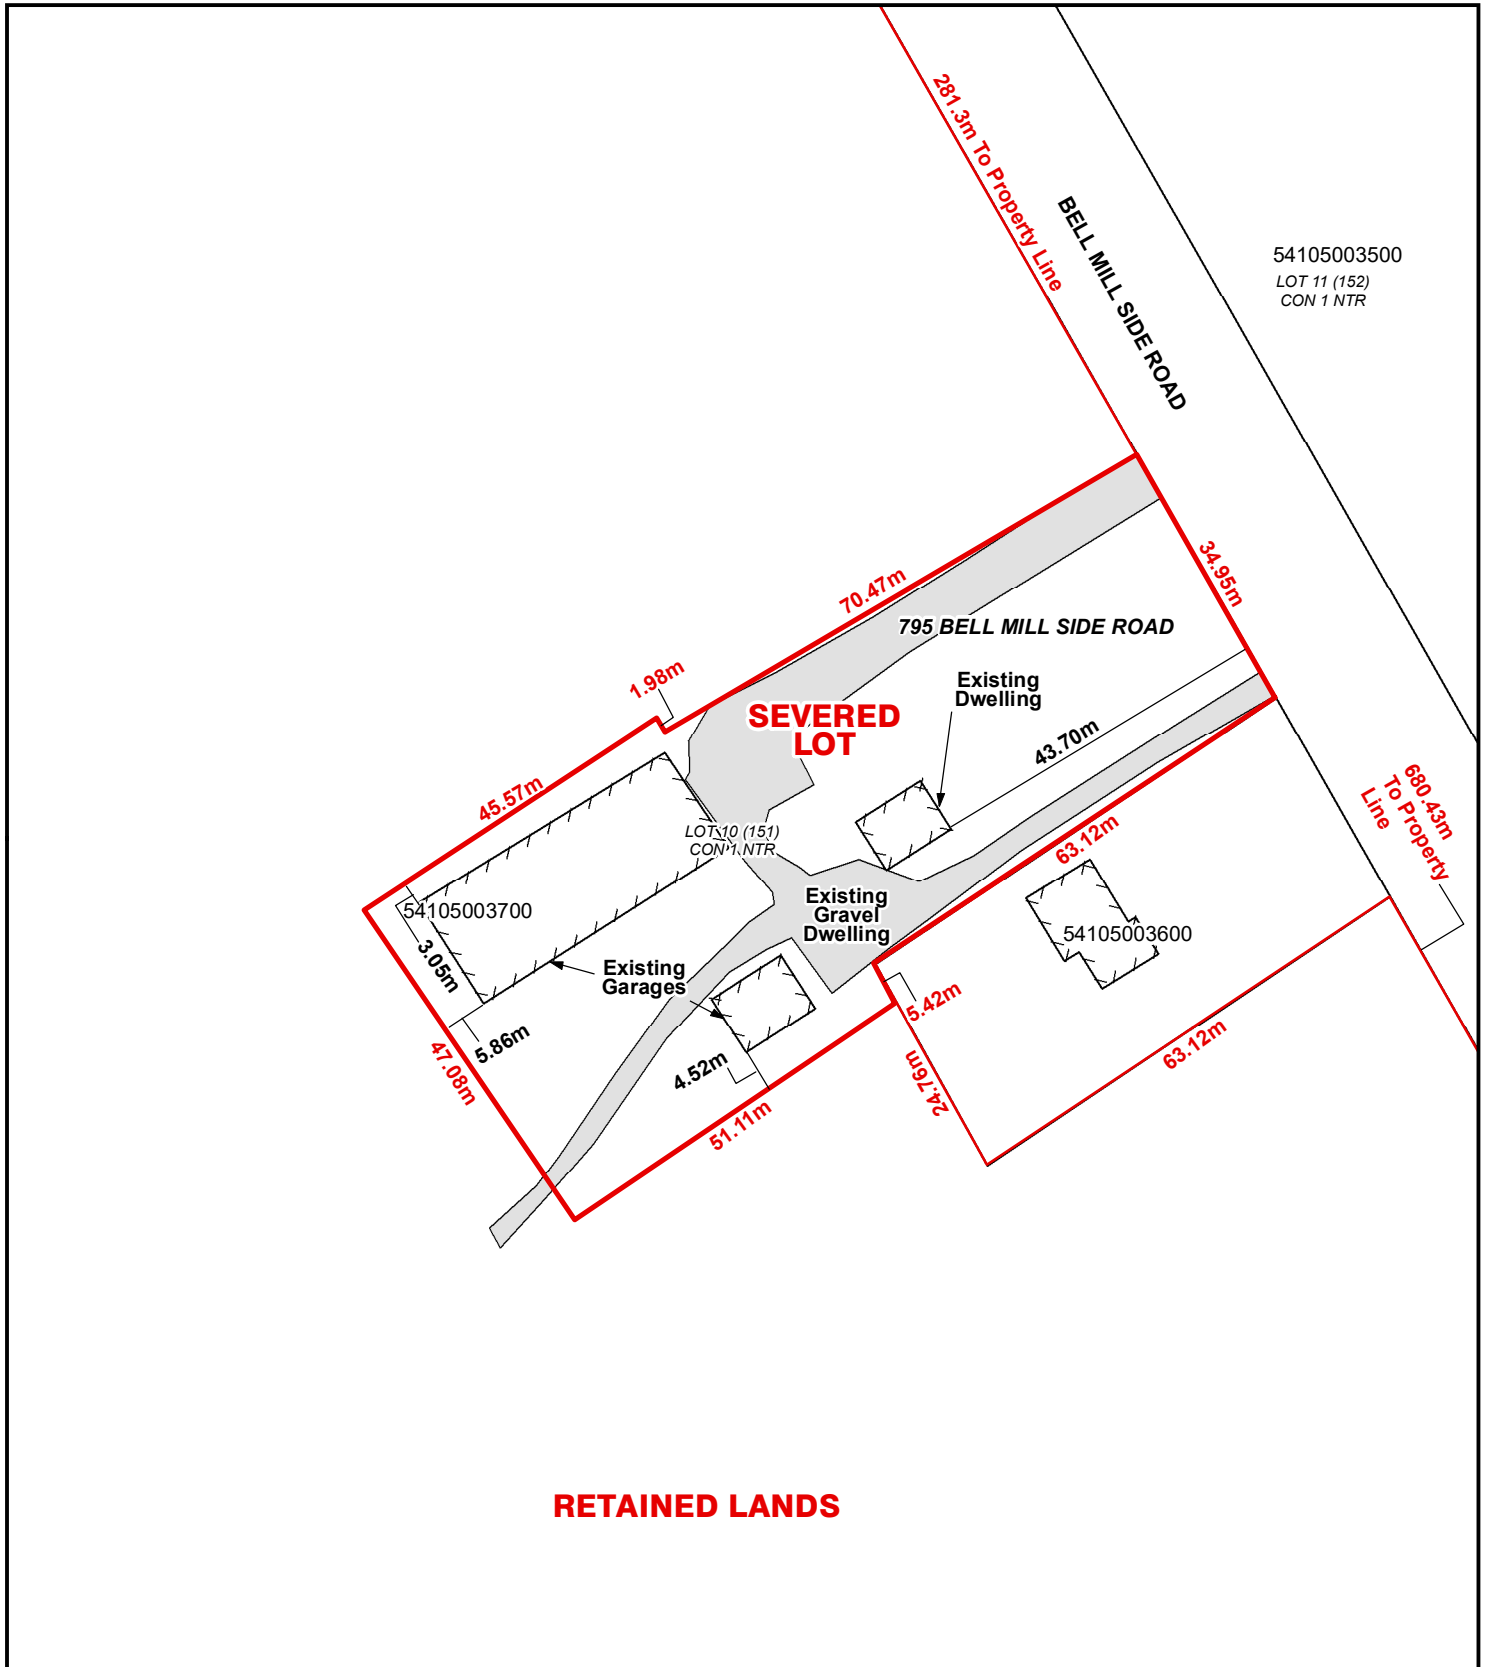 281.3m To Property Line
BELL MILL SIDE ROAD
54105003500
LOT 11 (152)
CON 1 NTR
34.95m
70.47m
795 BELL MILL SIDE ROAD
1.98m
Existing
Dwelling
SEVERED
LOT
43.70m
45.57m
680.43m
To Property
Line
LOT 10 (151)
CON 1 NTR
63.12m
54105003700
Existing
Gravel
Dwelling
54105003600
3.05m
Existing
Garages
5.42m
5.86m
47.08m
4.52m
24.76m
63.12m
51.11m
RETAINED LANDS